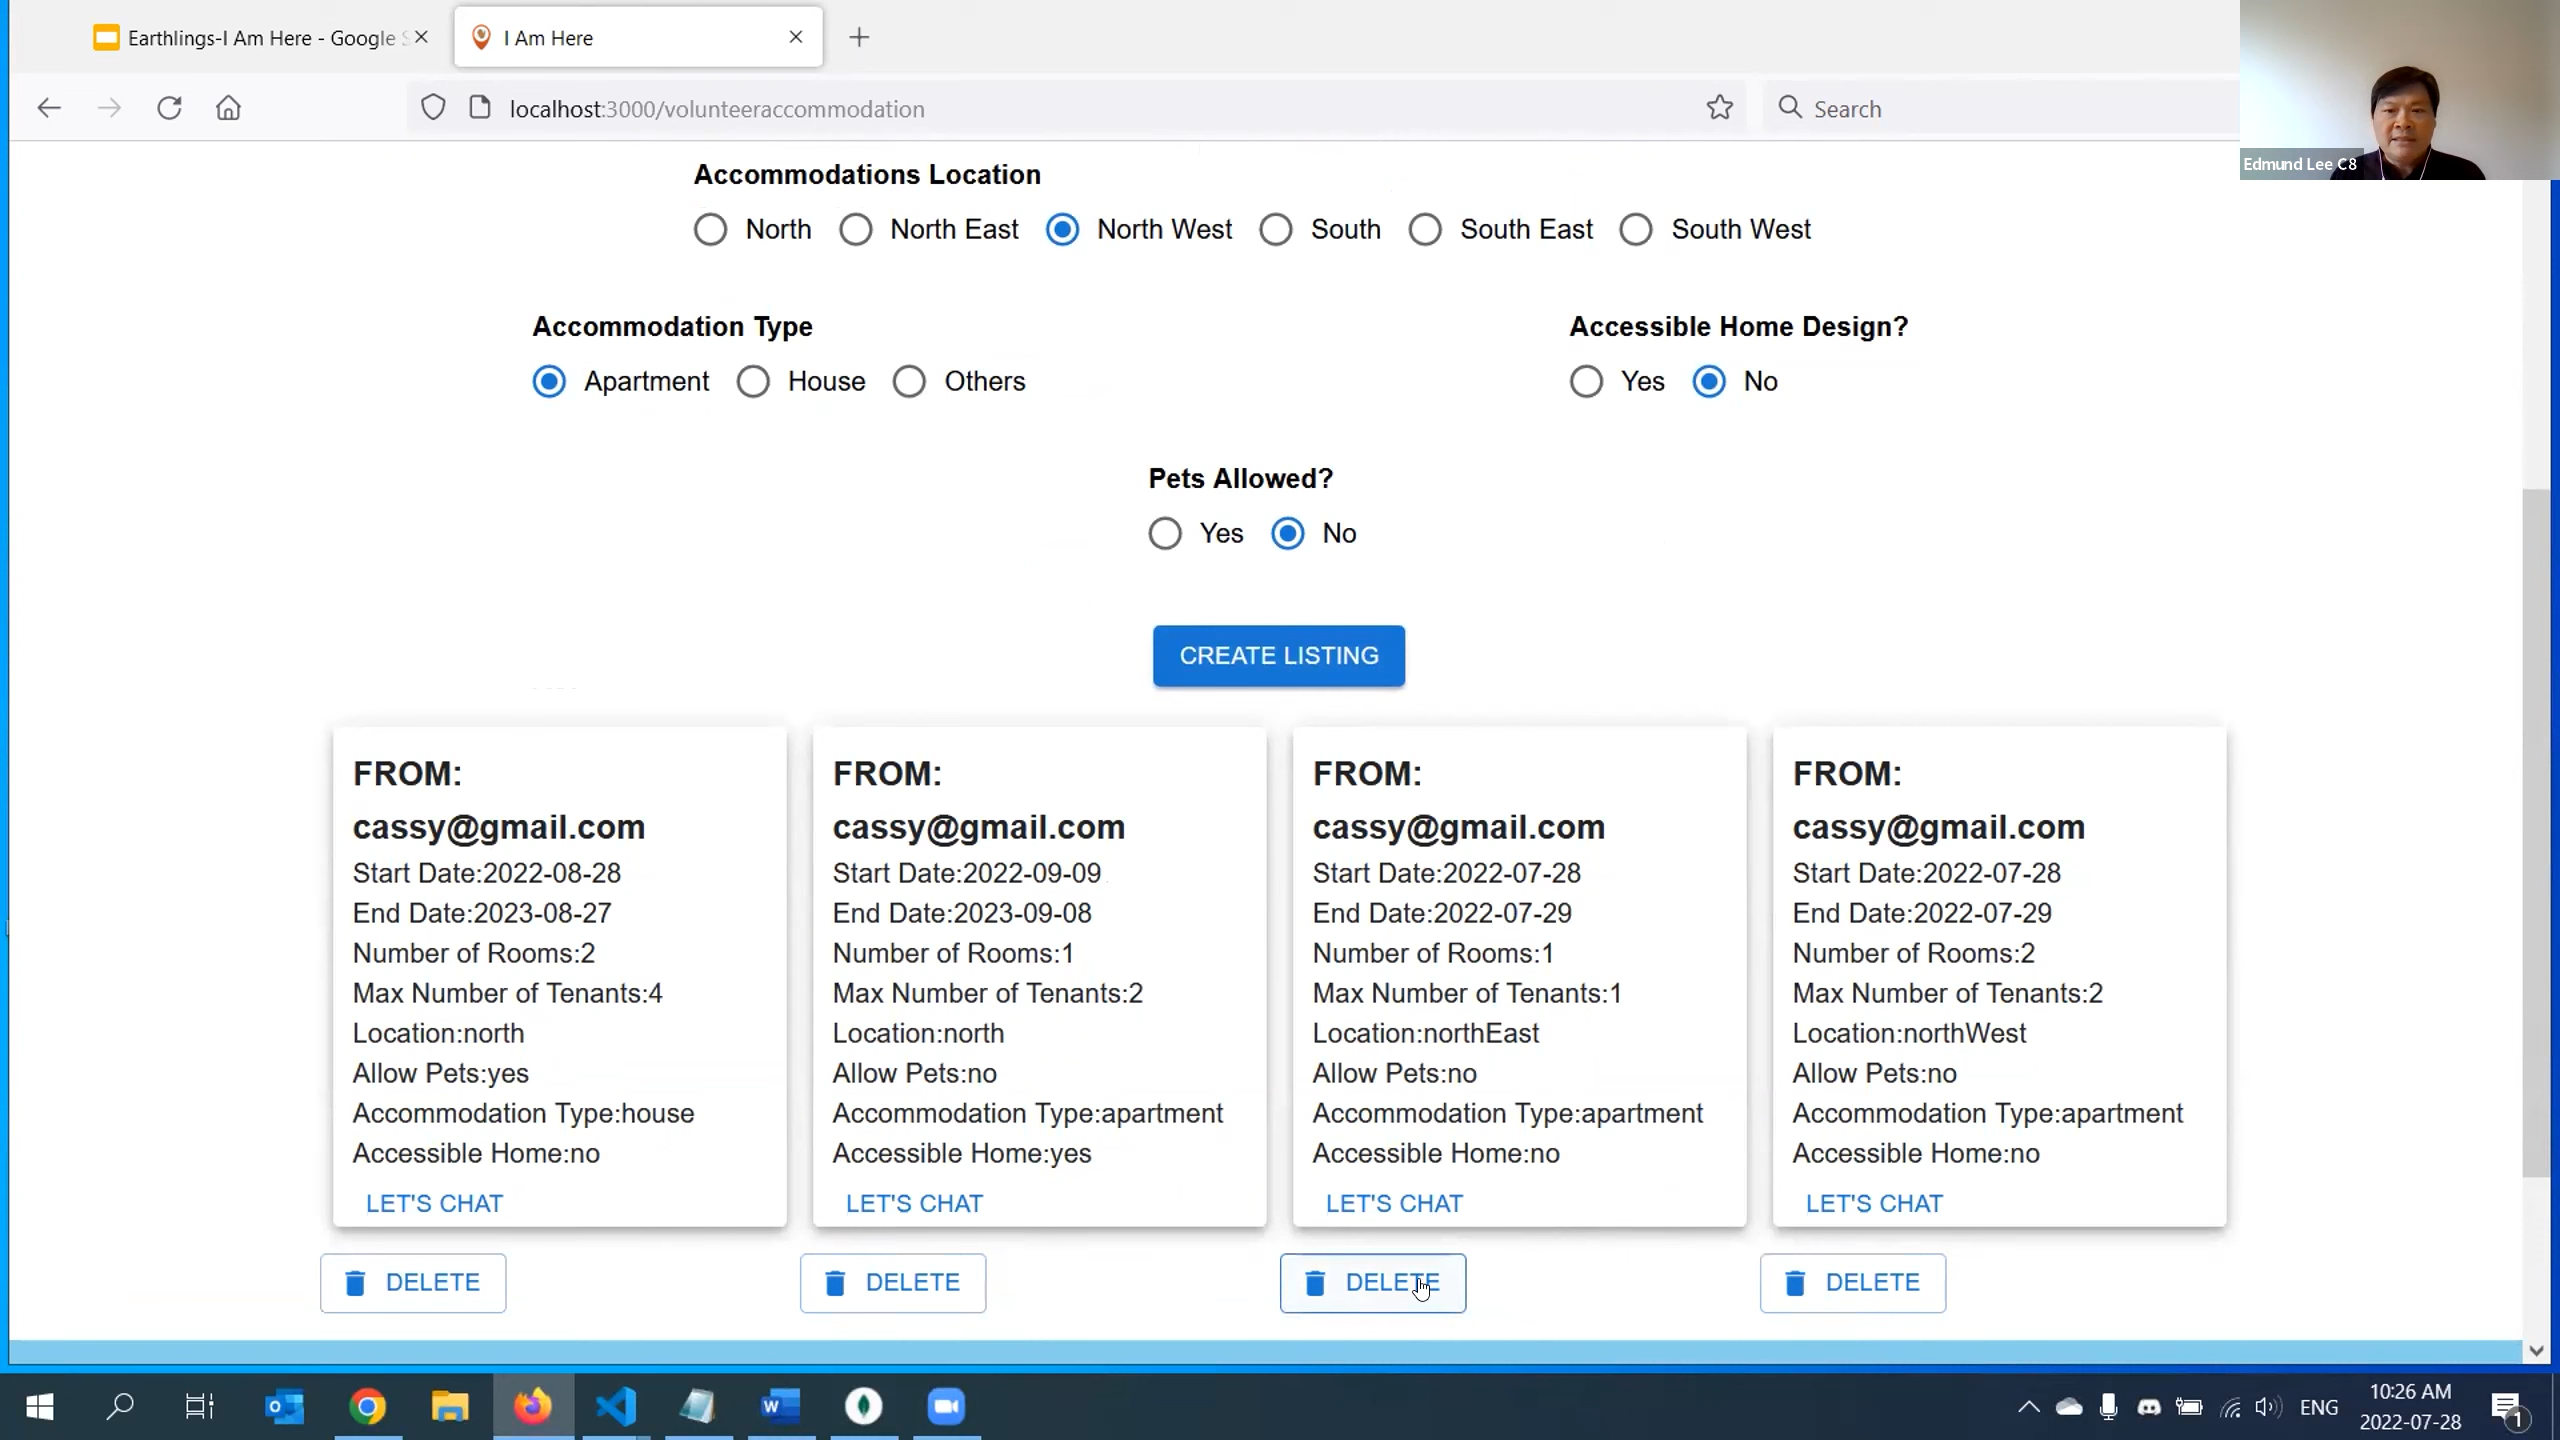 Earthlings-I Am Here - Google S
I Am Here
localhost:3000/volunteeraccommodation
Search
Edmund Lee C8
Accommodations Location
North North East North West South South East South West
Accommodation Type
Accessible Home Design?
Apartment House Others
Yes No
Pets Allowed?
Yes No
CREATE LISTING
FROM:
cassy@gmail.com
Start Date:2022-08-28
End Date:2023-08-27
Number of Rooms:2
Max Number of Tenants:4
Location:north
Allow Pets:yes
Accommodation Type:house
Accessible Home:no
LET'S CHAT
DELETE
FROM:
cassy@gmail.com
Start Date:2022-09-09
End Date:2023-09-08
Number of Rooms:1
Max Number of Tenants:2
Location:north
Allow Pets:no
Accommodation Type:apartment
Accessible Home:yes
LET'S CHAT
DELETE
FROM:
cassy@gmail.com
Start Date:2022-07-28
End Date:2022-07-29
Number of Rooms:1
Max Number of Tenants:1
Location:northEast
Allow Pets:no
Accommodation Type:apartment
Accessible Home:no
LET'S CHAT
DELETE
FROM:
cassy@gmail.com
Start Date:2022-07-28
End Date:2022-07-29
Number of Rooms:2
Max Number of Tenants:2
Location:northWest
Allow Pets:no
Accommodation Type:apartment
Accessible Home:no
LET'S CHAT
DELETE
ENG
10:26 AM
2022-07-28
1